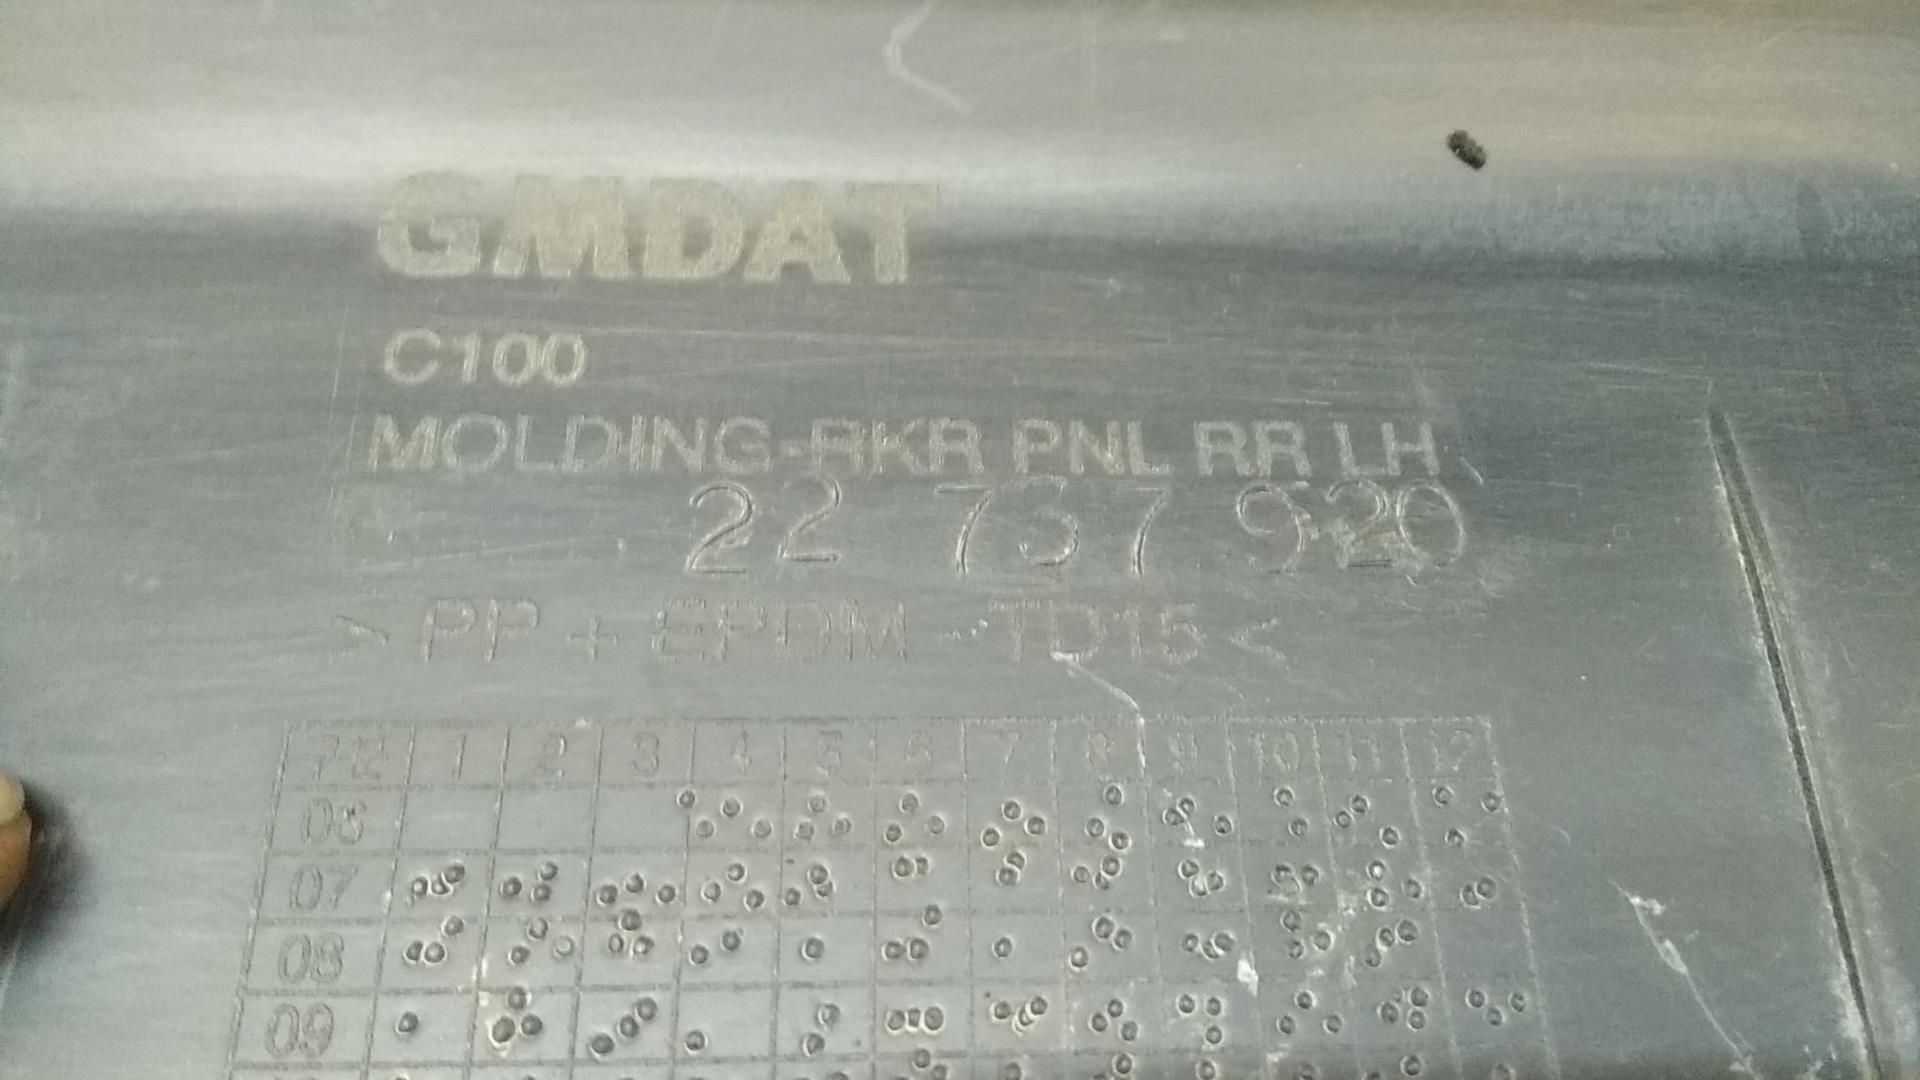 GMDAT
C100
MOLDING-RKR PNL RR LH
22 737 920
> PP + EPDM - TD15 <
1 2 3 4 5 6 7 8 9 10 11 12
06
07
08
09